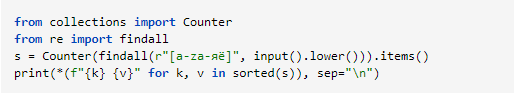 from collections import Counter
from re import findall
s = Counter(findall(r"[a-zа-яё]", input().lower())).items()
print(*(f"{k} {v}" for k, v in sorted(s)), sep="\n")